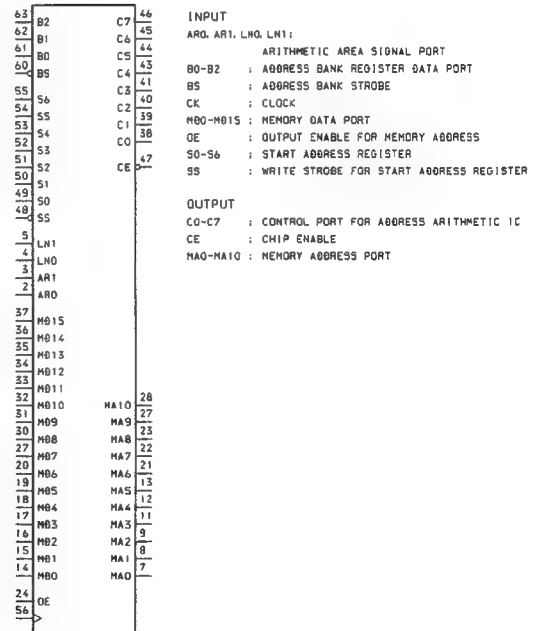 63 B2 C7 46
62 B1 C6 45
61 B0 C5 44
60 BS C4 43
C3 41
55 S6 C2 40
54 S5 C1 39
53 S4 C0 38
52 S3
51 S2 CE 47
50 S1
49 S0
48 SS
5 LN1
4 LN0
3 AR1
2 AR0
37 MD15
36 MD14
35 MD13
34 MD12
33 MD11
32 MD10 MA10 28
31 MD9 MA9 27
30 MD8 MA8 23
27 MD7 MA7 22
20 MD6 MA6 21
19 MD5 MA5 13
18 MD4 MA4 12
17 MD3 MA3 11
16 MD2 MA2 9
15 MD1 MA1 8
14 MD0 MA0 7
24 OE
56
INPUT
AR0, AR1, LN0, LN1:
ARITHMETIC AREA SIGNAL PORT
B0-B2 : ADDRESS BANK REGISTER DATA PORT
BS : ADDRESS BANK STROBE
CK : CLOCK
MD0-MD15 : MEMORY DATA PORT
OE : OUTPUT ENABLE FOR MEMORY ADDRESS
S0-S6 : START ADDRESS REGISTER
SS : WRITE STROBE FOR START ADDRESS REGISTER
OUTPUT
C0-C7 : CONTROL PORT FOR ADDRESS ARITHMETIC IC
CE : CHIP ENABLE
MA0-MA10 : MEMORY ADDRESS PORT